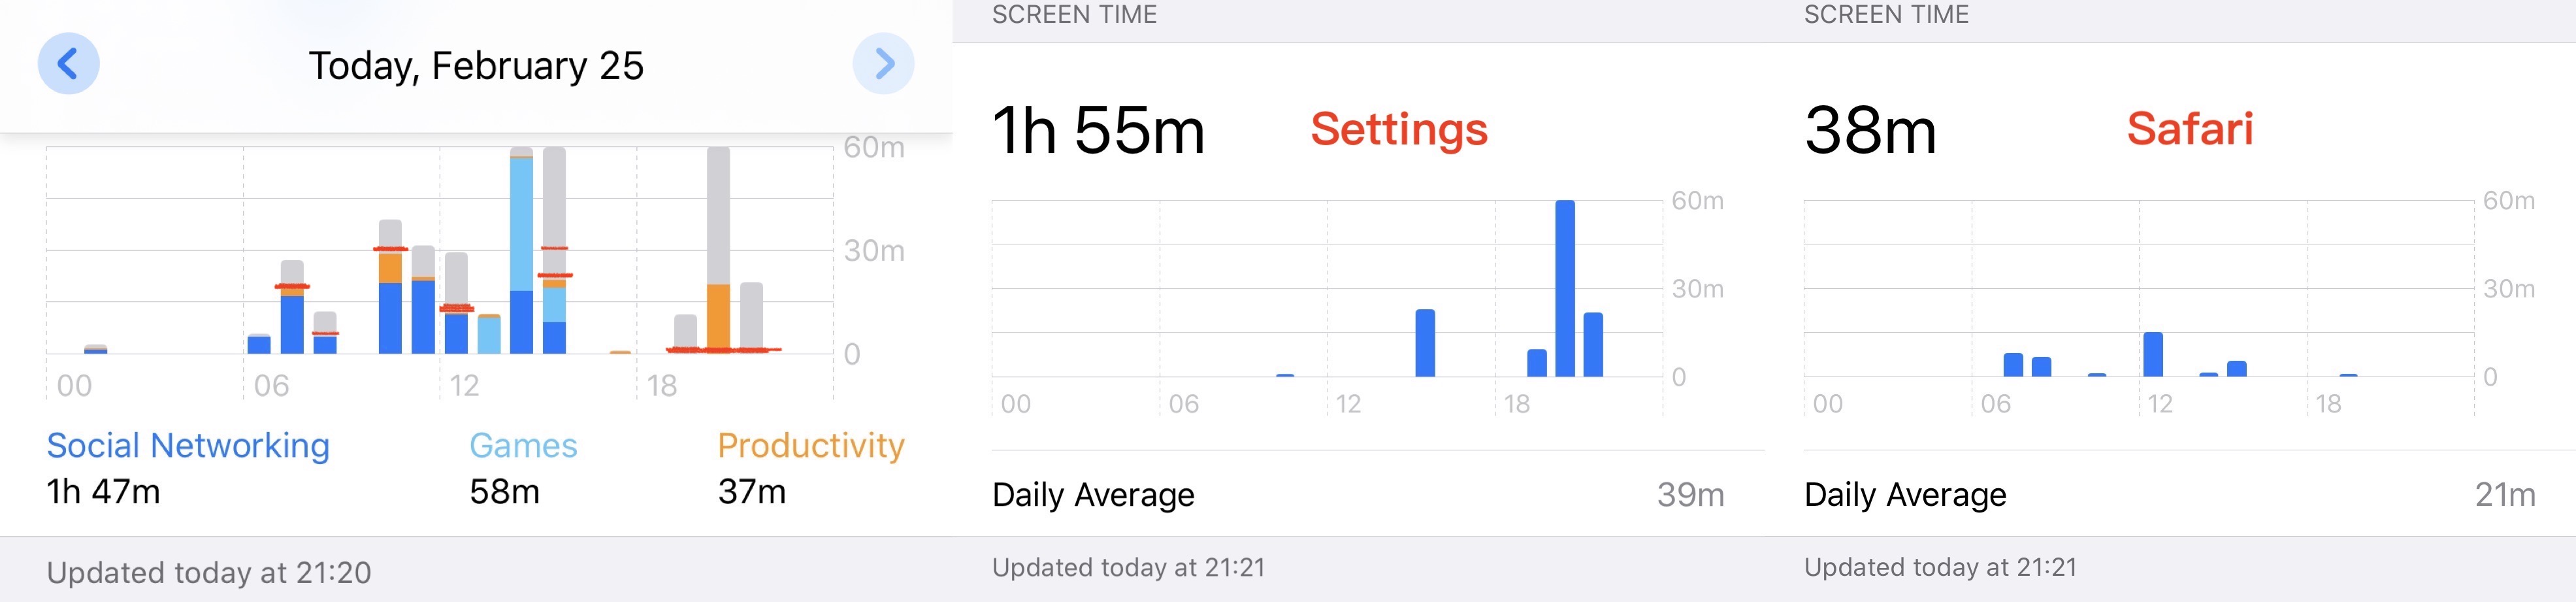 Today, February 25
60m
30m
0
00 06 12 18
Social Networking Games Productivity
1h 47m 58m 37m
Updated today at 21:20
SCREEN TIME
1h 55m Settings
60m
30m
0
00 06 12 18
Daily Average 39m
Updated today at 21:21
SCREEN TIME
38m Safari
60m
30m
0
00 06 12 18
Daily Average 21m
Updated today at 21:21